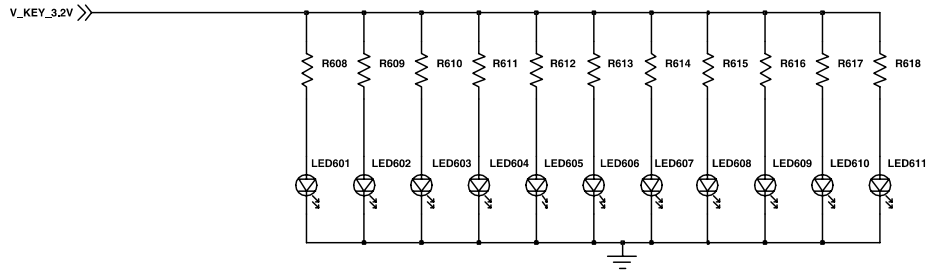 V_KEY_3.2V
R608 R609 R610 R611 R612 R613 R614 R615 R616 R617 R618
LED601 LED602 LED603 LED604 LED605 LED606 LED607 LED608 LED609 LED610 LED611